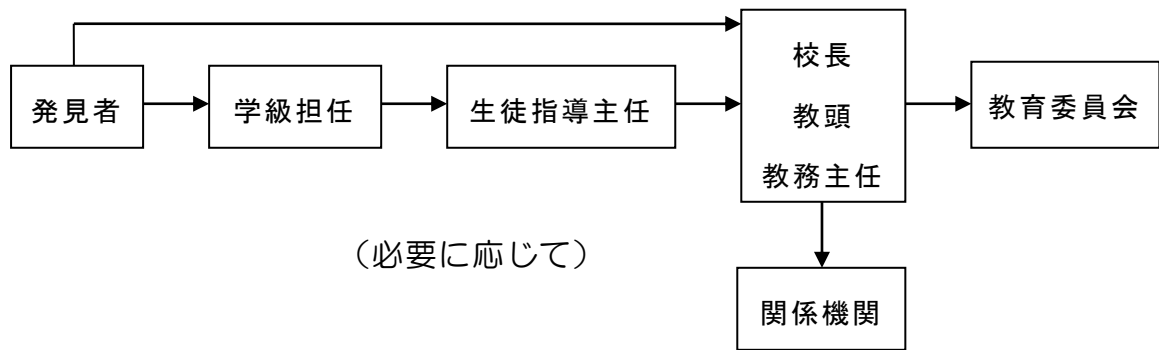 発見者
学級担任
生徒指導主任
校長
教頭
教務主任
教育委員会
（必要に応じて）
関係機関